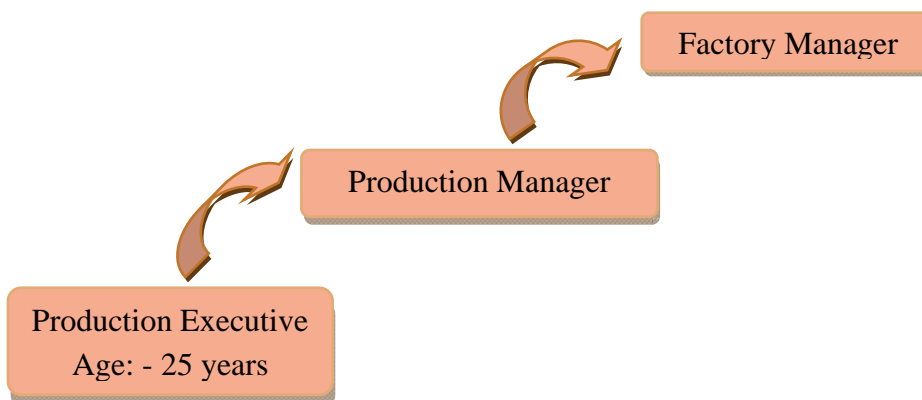 Factory Manager
Production Manager
Production Executive
Age: - 25 years